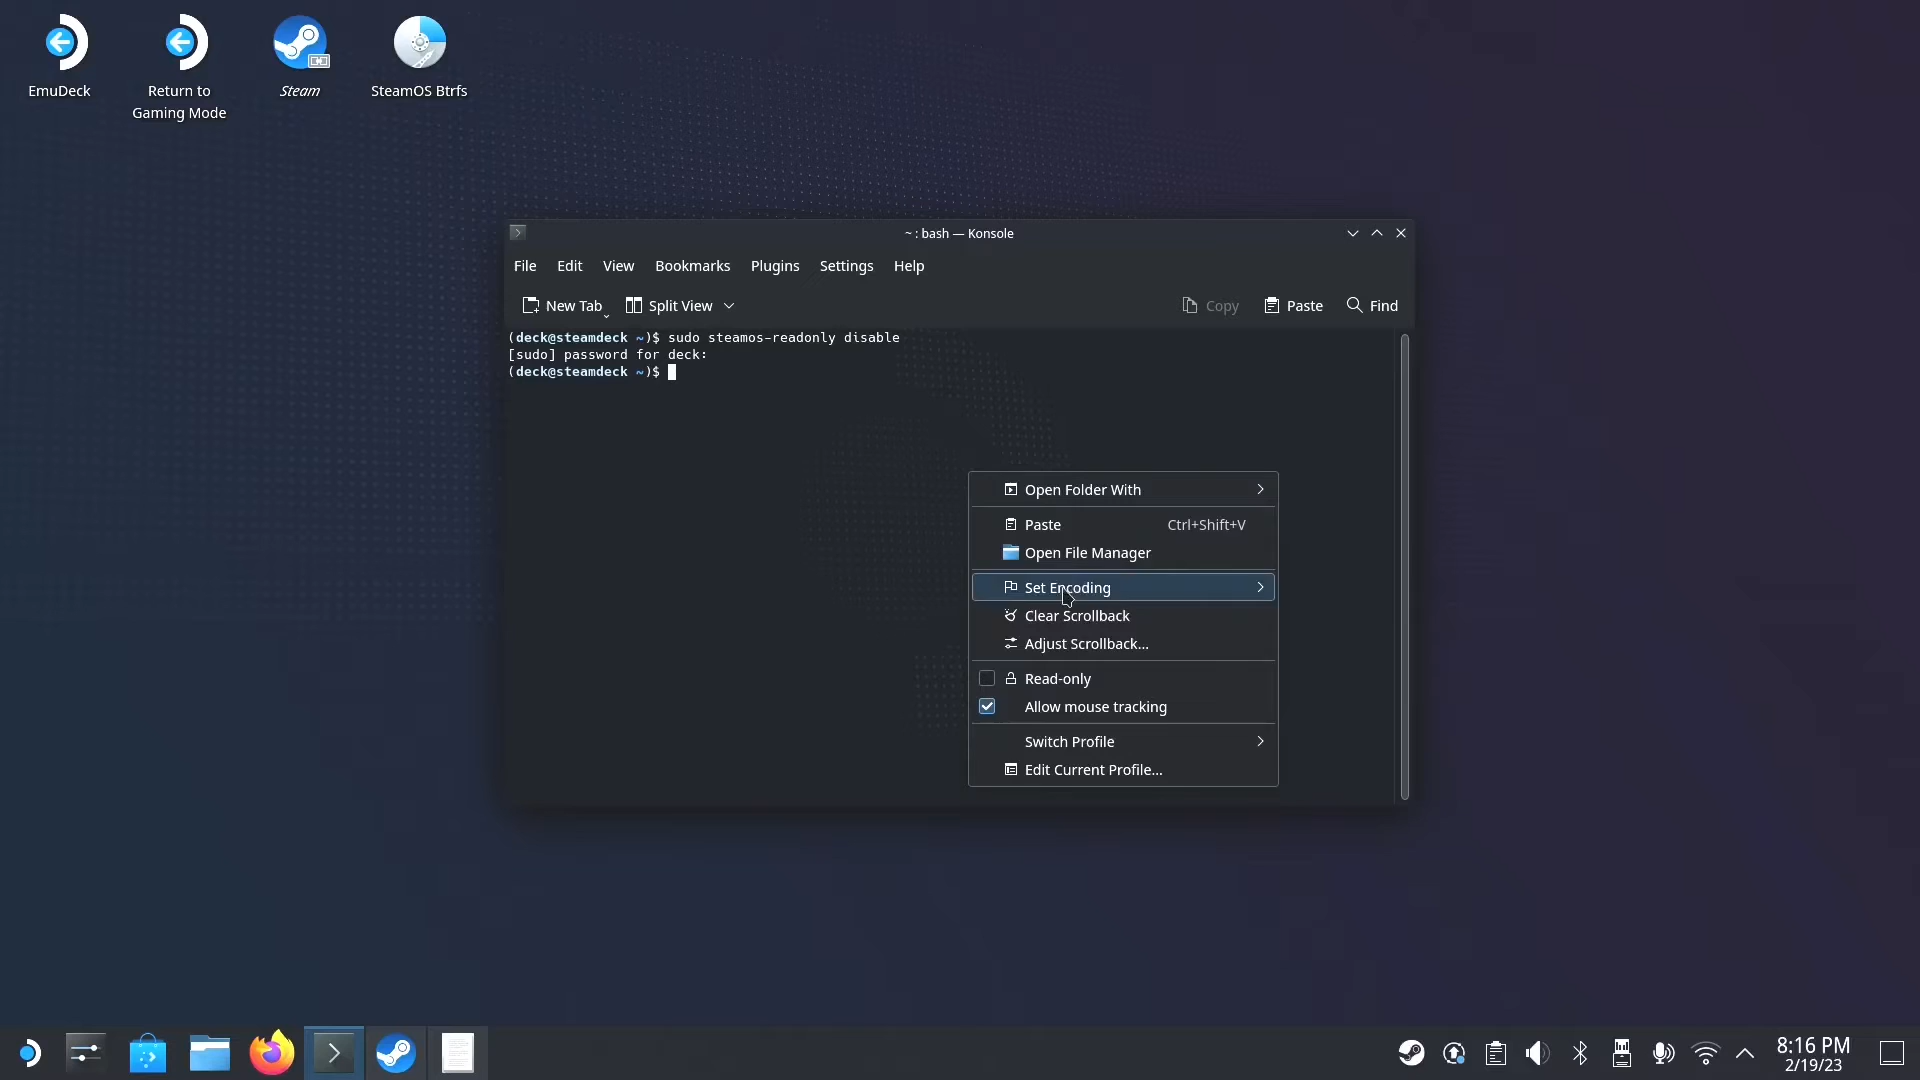 EmuDeck
Return to
Gaming Mode
Steam
SteamOS Btrfs
~ : bash — Konsole
File Edit View Bookmarks Plugins Settings Help
New Tab Split View Copy Paste Find
(deck@steamdeck ~)$ sudo steamos-readonly disable
[sudo] password for deck:
(deck@steamdeck ~)$
Open Folder With
Paste Ctrl+Shift+V
Open File Manager
Set Encoding
Clear Scrollback
Adjust Scrollback...
Read-only
Allow mouse tracking
Switch Profile
Edit Current Profile...
8:16 PM
2/19/23